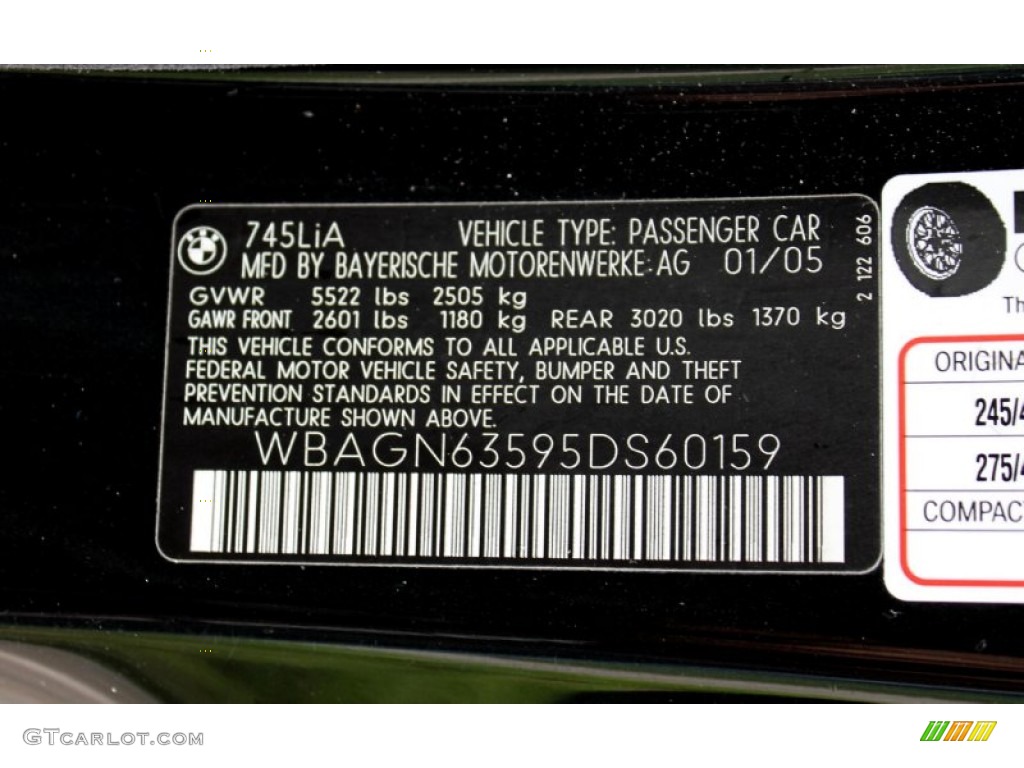 745LiA VEHICLE TYPE: PASSENGER CAR
MFD BY BAYERISCHE MOTORENWERKE AG 01/05
GVWR 5522 lbs 2505 kg
GAWR FRONT 2601 lbs 1180 kg REAR 3020 lbs 1370 kg
THIS VEHICLE CONFORMS TO ALL APPLICABLE U.S.
FEDERAL MOTOR VEHICLE SAFETY, BUMPER AND THEFT
PREVENTION STANDARDS IN EFFECT ON THE DATE OF
MANUFACTURE SHOWN ABOVE.
WBAGN63595DS60159
2 122 606
245/4
275/4
GTCARLOT.COM